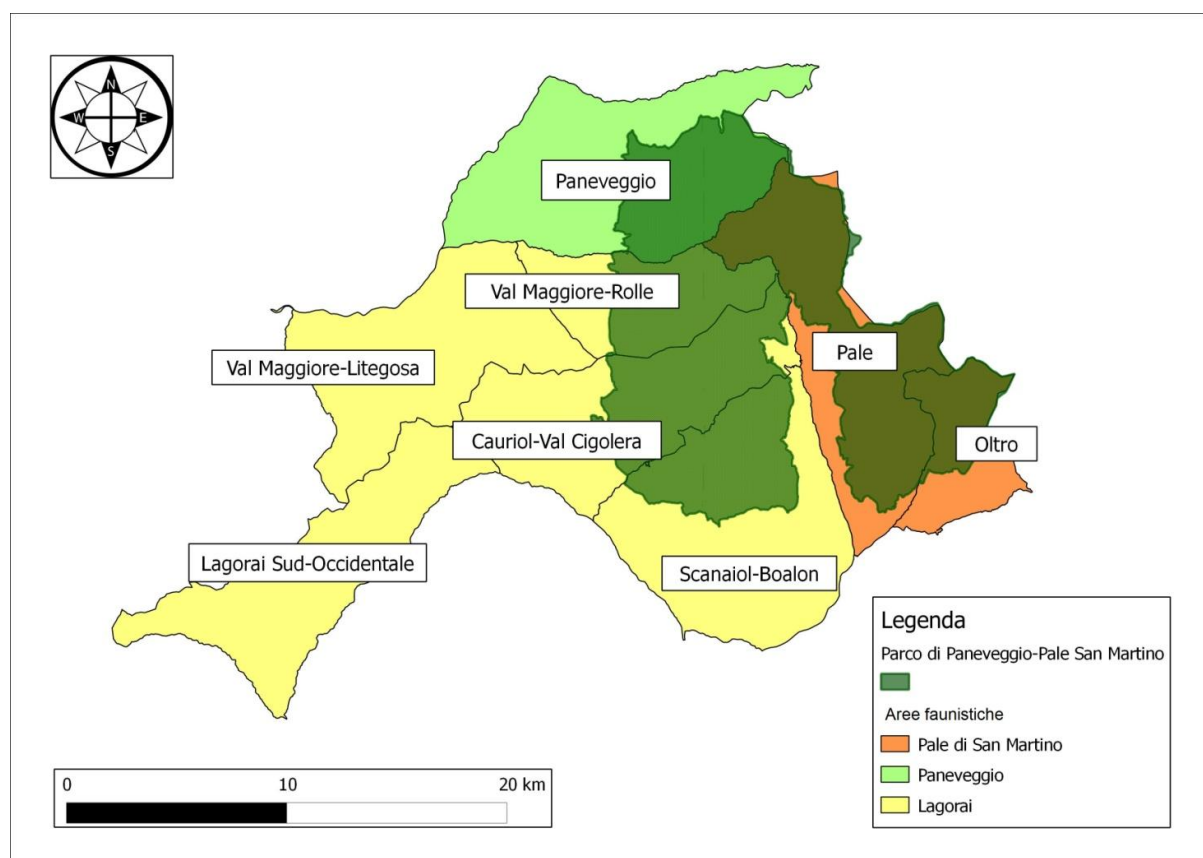 N
W E
S
Paneveggio
Val Maggiore-Rolle
Pale
Val Maggiore-Litegosa
Cauriol-Val Cigolera
Oltro
Lagorai Sud-Occidentale
Scanaiol-Boalon
Legenda
Parco di Paneveggio-Pale San Martino
Aree faunistiche
Pale di San Martino
Paneveggio
Lagorai
0 10 20 km